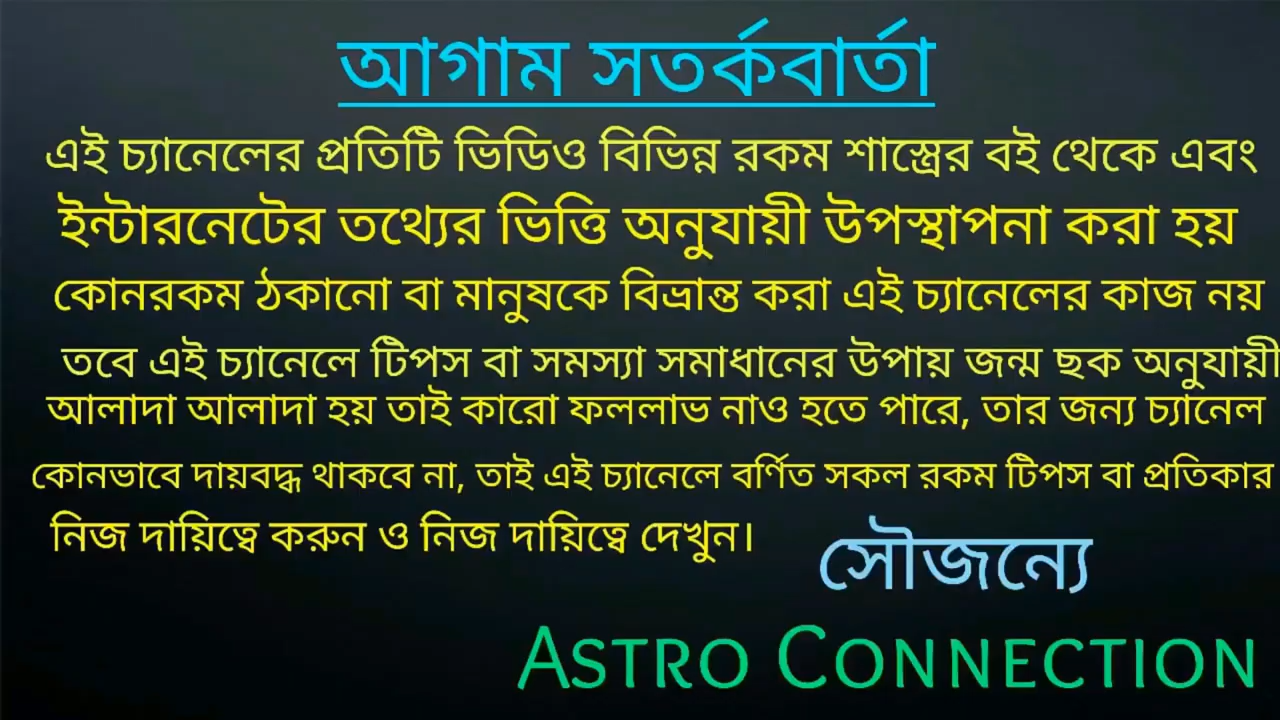 আগাম সতর্কবার্তা
এই চ্যানেলের প্রতিটি ভিডিও বিভিন্ন রকম শাস্ত্রের বই থেকে এবং
ইন্টারনেটের তথ্যের ভিত্তি অনুযায়ী উপস্থাপনা করা হয়
কোনরকম ঠকানো বা মানুষকে বিভ্রান্ত করা এই চ্যানেলের কাজ নয়
তবে এই চ্যানেলে টিপস বা সমস্যা সমাধানের উপায় জন্ম ছক অনুযায়ী
আলাদা আলাদা হয় তাই কারো ফললাভ নাও হতে পারে, তার জন্য চ্যানেল
কোনভাবে দায়বদ্ধ থাকবে না, তাই এই চ্যানেলে বর্ণিত সকল রকম টিপস বা প্রতিকার
নিজ দায়িত্বে করুন ও নিজ দায়িত্বে দেখুন।
সৌজন্যে
ASTRO CONNECTION